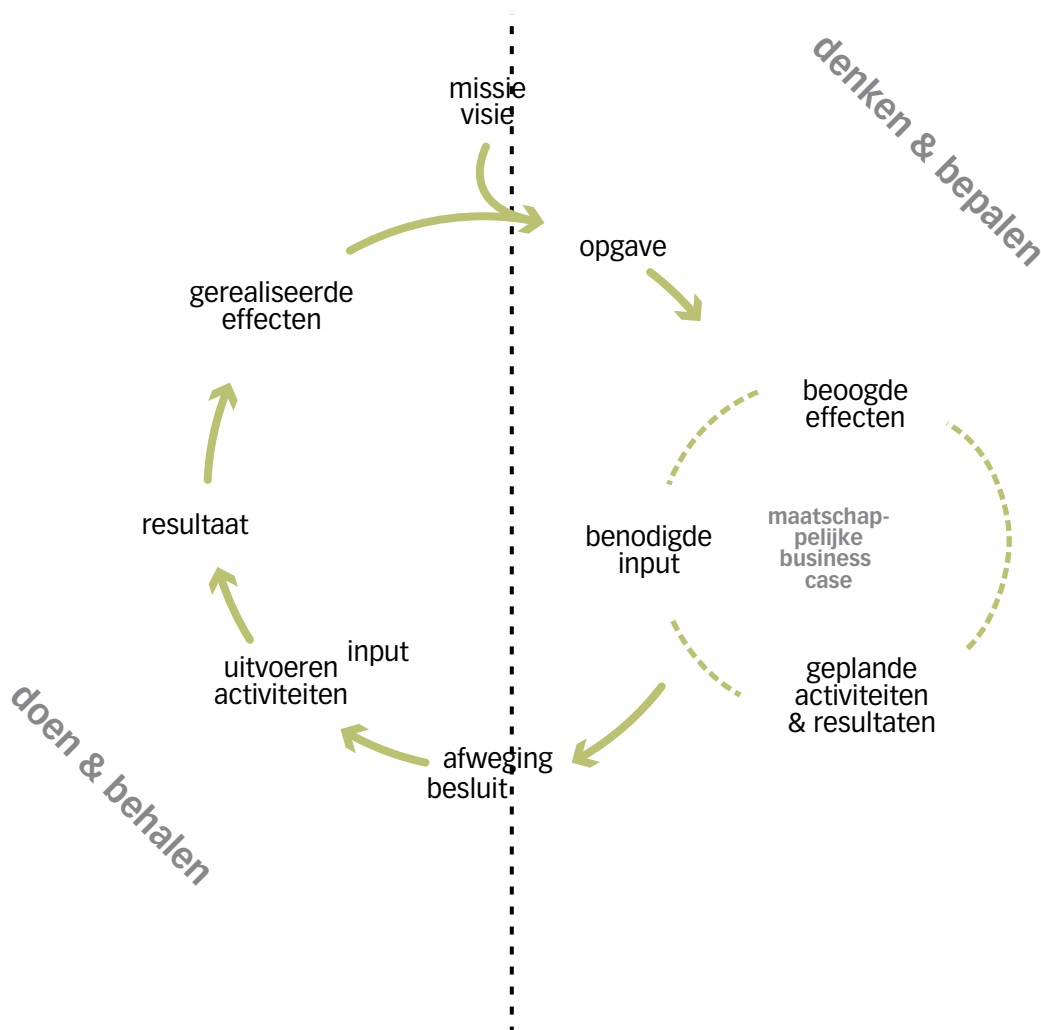 missie
visie
denken & bepalen
opgave
gerealiseerde
effecten
beoogde
effecten
maatschap-
pelijke
business
case
benodigde
input
resultaat
input
uitvoeren
activiteiten
geplande
activiteiten
& resultaten
afweging
besluit
doen & behalen